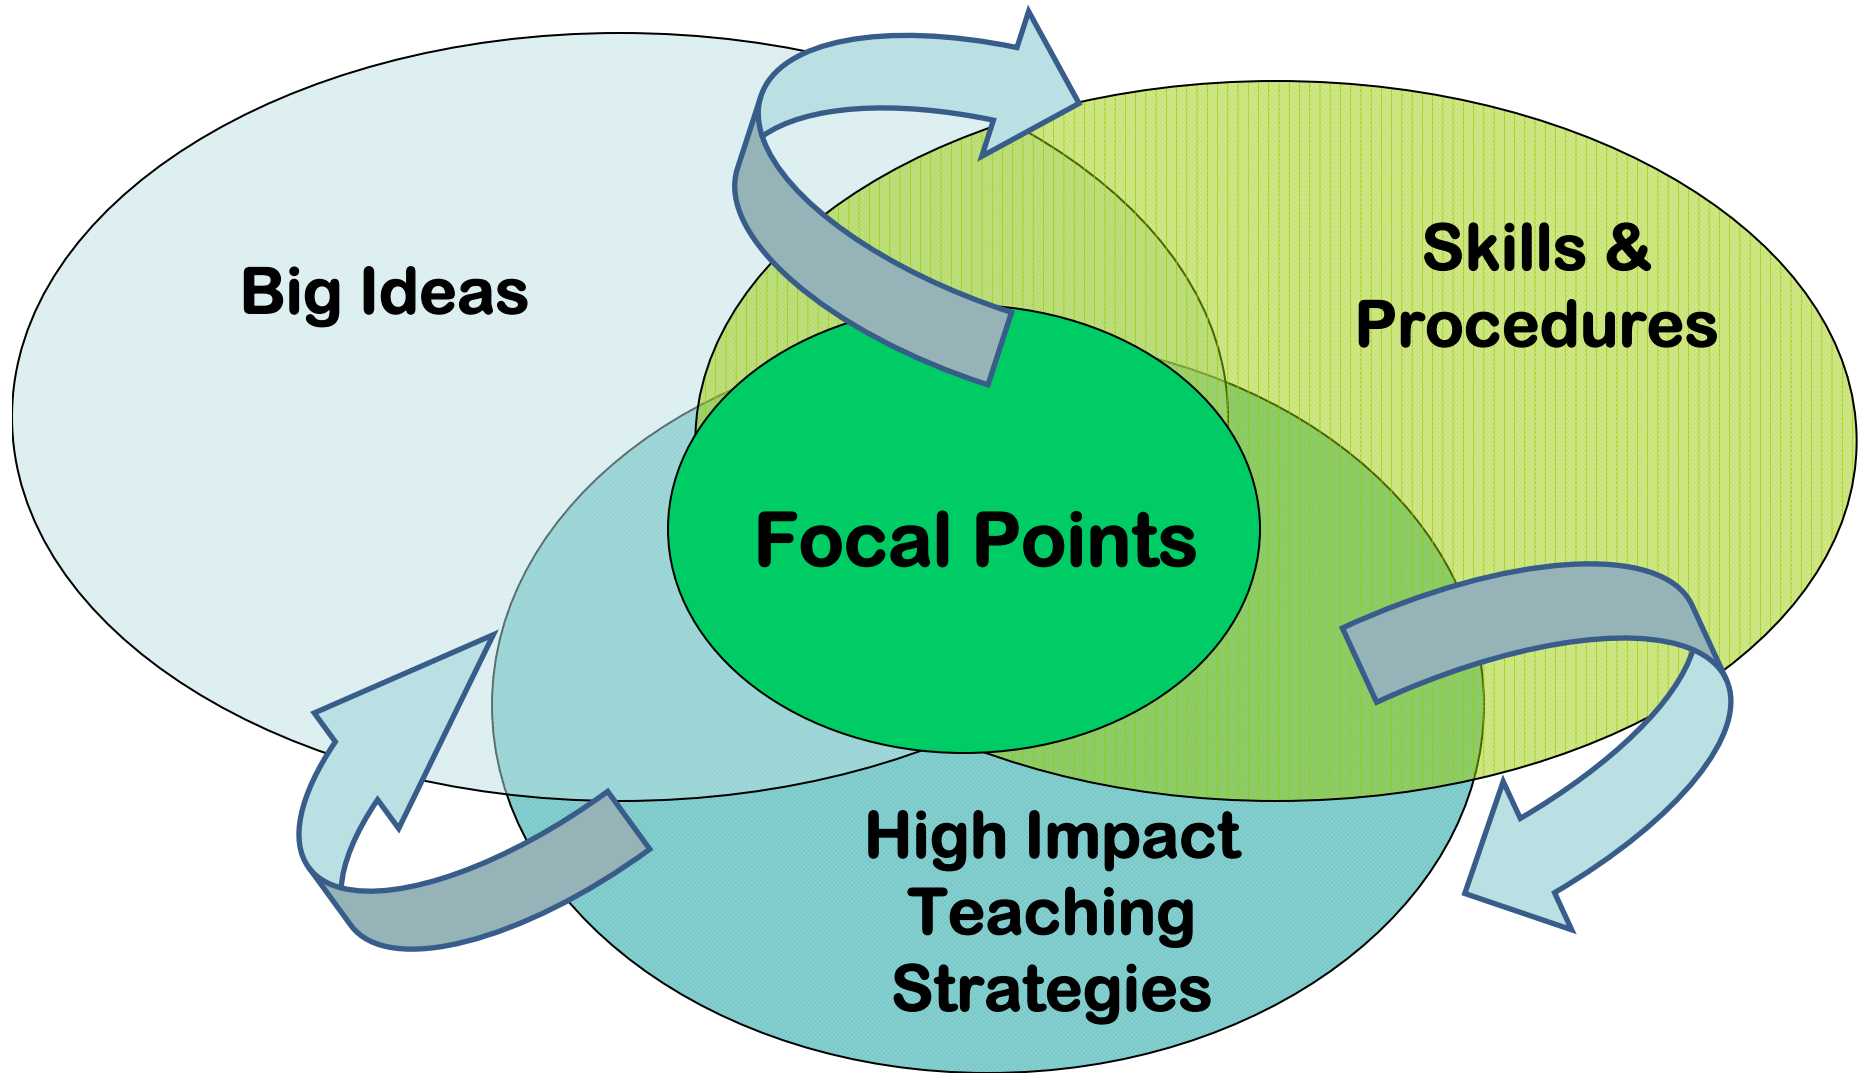 Big Ideas
Skills &
Procedures
Focal Points
High Impact
Teaching
Strategies